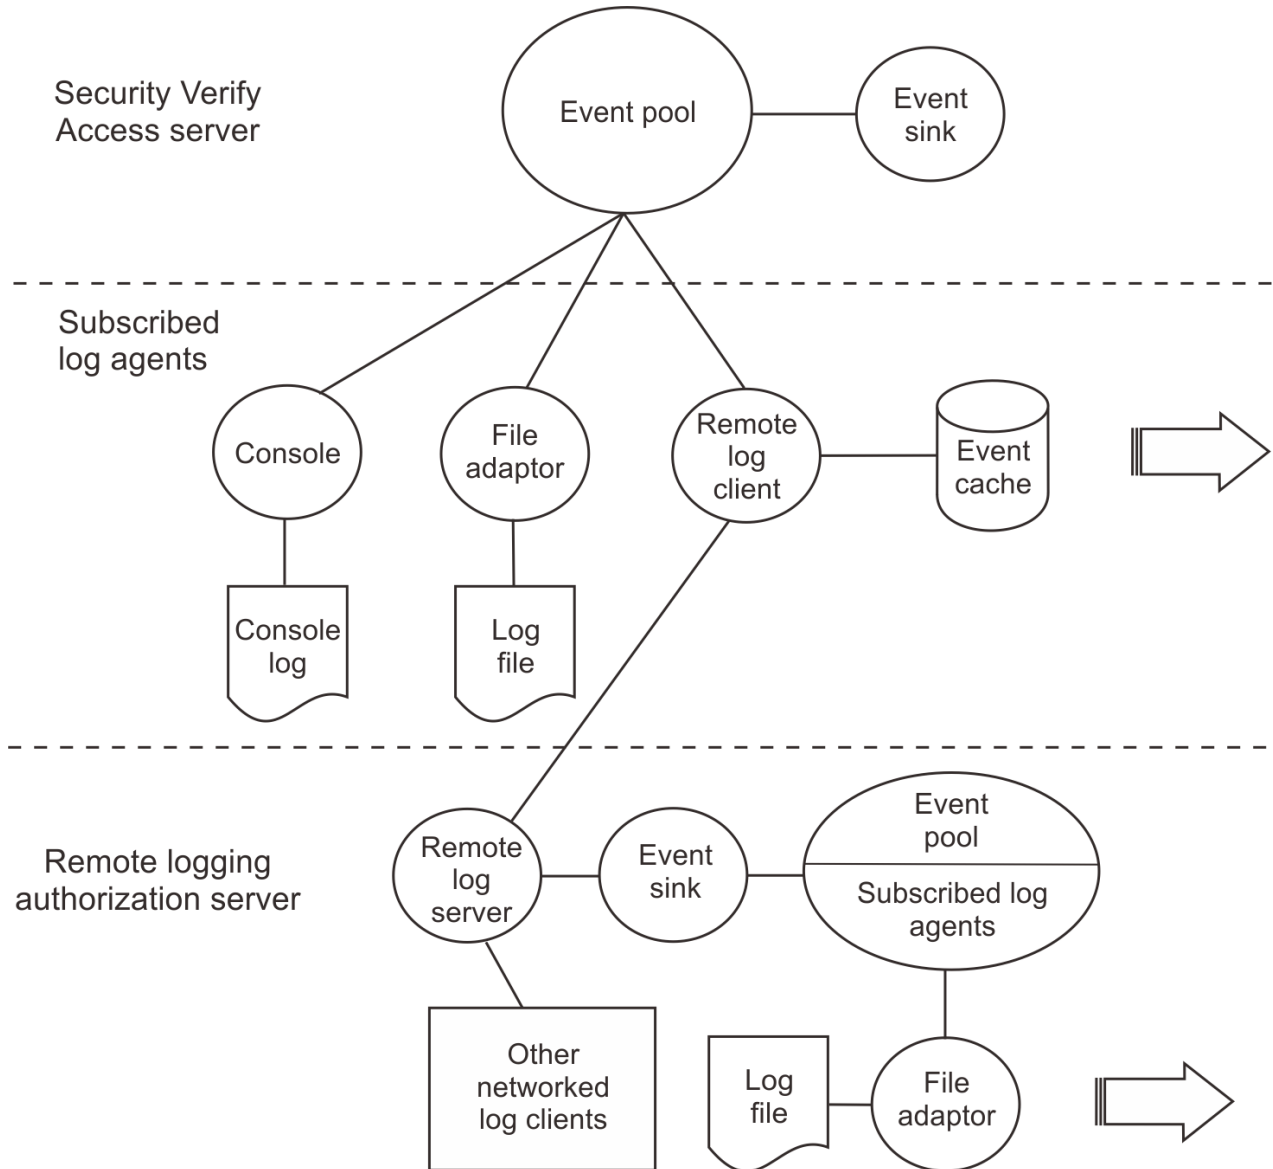 Security Verify
Access server
Event pool
Event
sink
Subscribed
log agents
Console
File
adaptor
Remote
log
client
Event
cache
Console
log
Log
file
Remote logging
authorization server
Remote
log
server
Event
sink
Event
pool
Subscribed log
agents
Other
networked
log clients
Log
file
File
adaptor